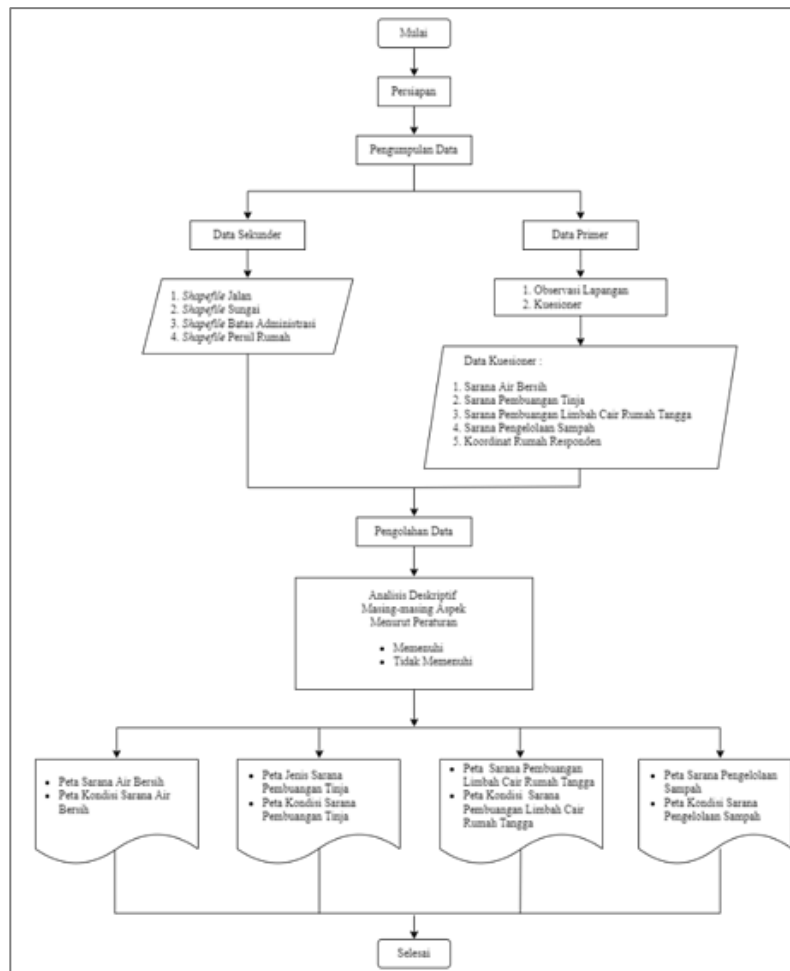 Mulai
Persiapan
Pengumpulan Data
Data Sekunder
Data Primer
1. Shapefile Jalan
2. Shapefile Sungai
3. Shapefile Batas Administrasi
4. Shapefile Persil Rumah
1. Observasi Lapangan
2. Kuesioner
Data Kuesioner :
1. Sarana Air Bersih
2. Sarana Pembuangan Tinja
3. Sarana Pembuangan Limbah Cair Rumah Tangga
4. Sarana Pengelolaan Sampah
5. Koordinat Rumah Responden
Pengolahan Data
Analisis Deskriptif
Masing-masing Aspek
Menurut Peraturan
• Memenuhi
• Tidak Memenuhi
• Peta Sarana Air Bersih
• Peta Kondisi Sarana Air
Bersih
• Peta Jenis Sarana
Pembuangan Tinja
• Peta Kondisi Sarana
Pembuangan Tinja
• Peta Sarana Pembuangan
Limbah Cair Rumah Tangga
• Peta Kondisi Sarana
Pembuangan Limbah Cair
Rumah Tangga
• Peta Sarana Pengelolaan
Sampah
• Peta Kondisi Sarana
Pengelolaan Sampah
Selesai